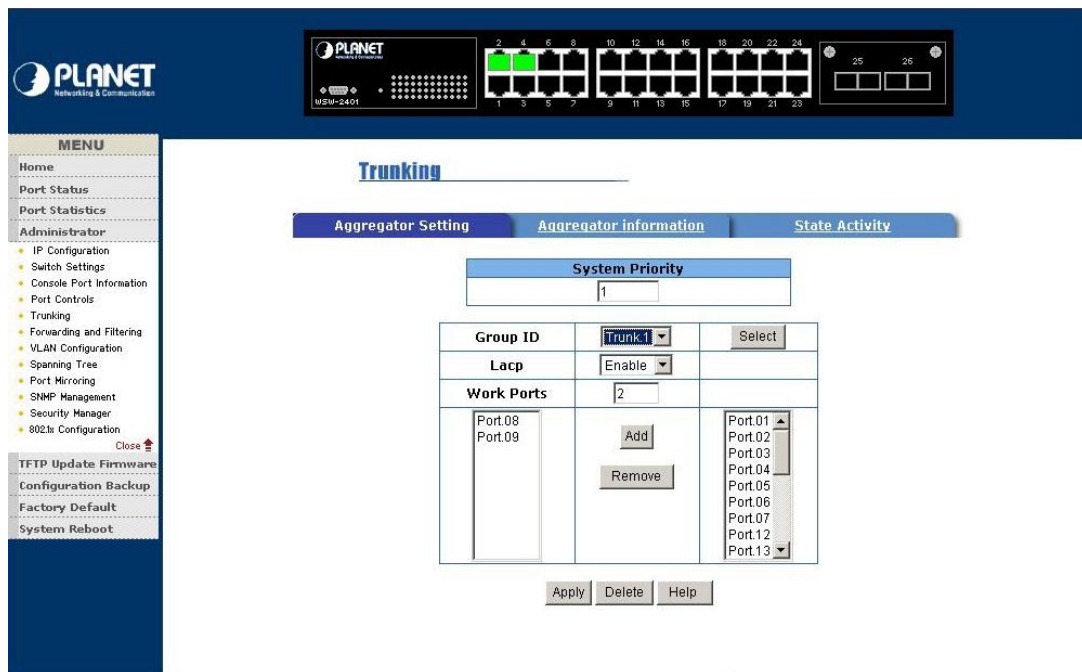 PLANET
Networking & Communication
PLANET
Networking & Communication
WSW-2401
2 4 6 8 10 12 14 16 18 20 22 24
1 3 5 7 9 11 13 15 17 19 21 23
25 26
MENU
Home
Port Status
Port Statistics
Administrator
IP Configuration
Switch Settings
Console Port Information
Port Controls
Trunking
Forwarding and Filtering
VLAN Configuration
Spanning Tree
Port Mirroring
SNMP Management
Security Manager
802.1x Configuration
Close
TFTP Update Firmware
Configuration Backup
Factory Default
System Reboot
Trunking
Aggregator Setting Aggregator information State Activity
System Priority
1
Group ID Trunk.1 Select
Lacp Enable
Work Ports 2
Port.08
Port.09
Add
Remove
Port.01
Port.02
Port.03
Port.04
Port.05
Port.06
Port.07
Port.12
Port.13
Apply Delete Help